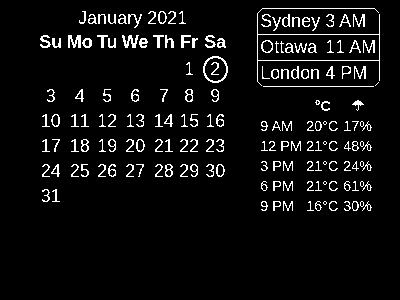 January 2021
Su Mo Tu We Th Fr Sa
1 2
3 4 5 6 7 8 9
10 11 12 13 14 15 16
17 18 19 20 21 22 23
24 25 26 27 28 29 30
31
Sydney 3 AM
Ottawa 11 AM
London 4 PM
°C ☂
9 AM 20°C 17%
12 PM 21°C 48%
3 PM 21°C 24%
6 PM 21°C 61%
9 PM 16°C 30%